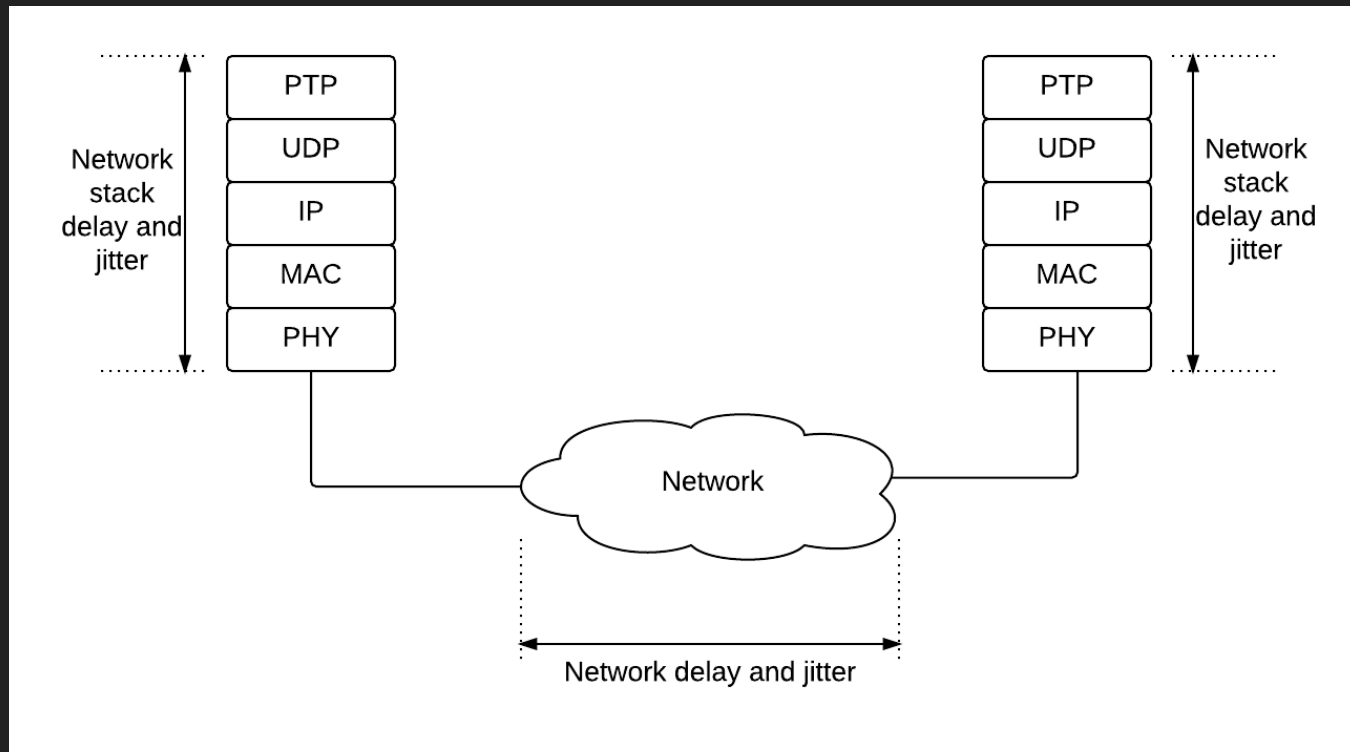 PTP
UDP
IP
MAC
PHY
Network
stack
delay and
jitter
PTP
UDP
IP
MAC
PHY
Network
stack
delay and
jitter
Network
Network delay and jitter